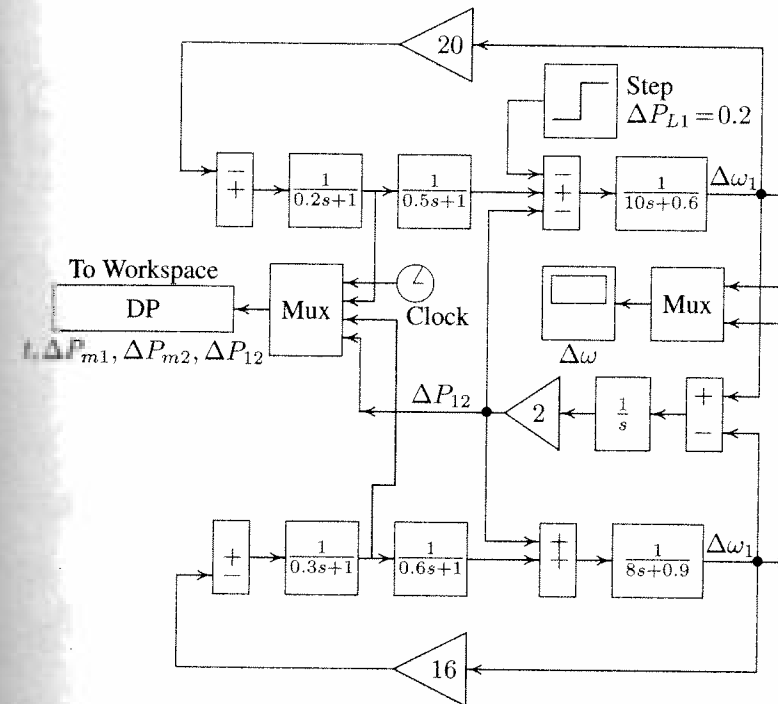 20
Step
ΔP_{L1} = 0.2
−
+
1/(0.2s+1)
1/(0.5s+1)
−
+
−
1/(10s+0.6)
Δω_1
To Workspace
DP
Mux
Clock
Mux
t, ΔP_{m1}, ΔP_{m2}, ΔP_{12}
Δω
ΔP_{12}
2
1/s
+
−
+
−
1/(0.3s+1)
1/(0.6s+1)
+
+
1/(8s+0.9)
Δω_1
16